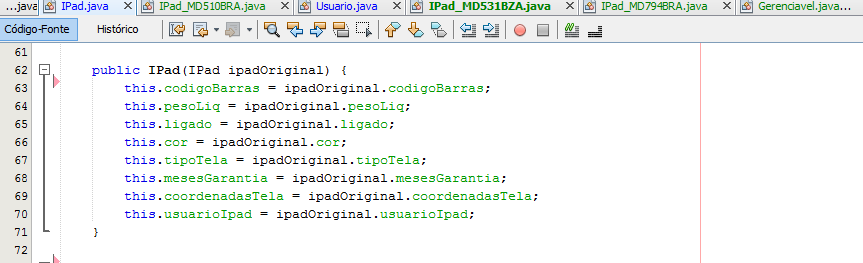 ...java
IPad.java
IPad_MD510BRA.java
Usuario.java
IPad_MD531BZA.java
IPad_MD794BRA.java
Gerenciavel.java...
Código-Fonte
Histórico
61
62 public IPad(IPad ipadOriginal) {
63 this.codigoBarras = ipadOriginal.codigoBarras;
64 this.pesoLiq = ipadOriginal.pesoLiq;
65 this.ligado = ipadOriginal.ligado;
66 this.cor = ipadOriginal.cor;
67 this.tipoTela = ipadOriginal.tipoTela;
68 this.mesesGarantia = ipadOriginal.mesesGarantia;
69 this.coordenadasTela = ipadOriginal.coordenadasTela;
70 this.usuarioIpad = ipadOriginal.usuarioIpad;
71 }
72